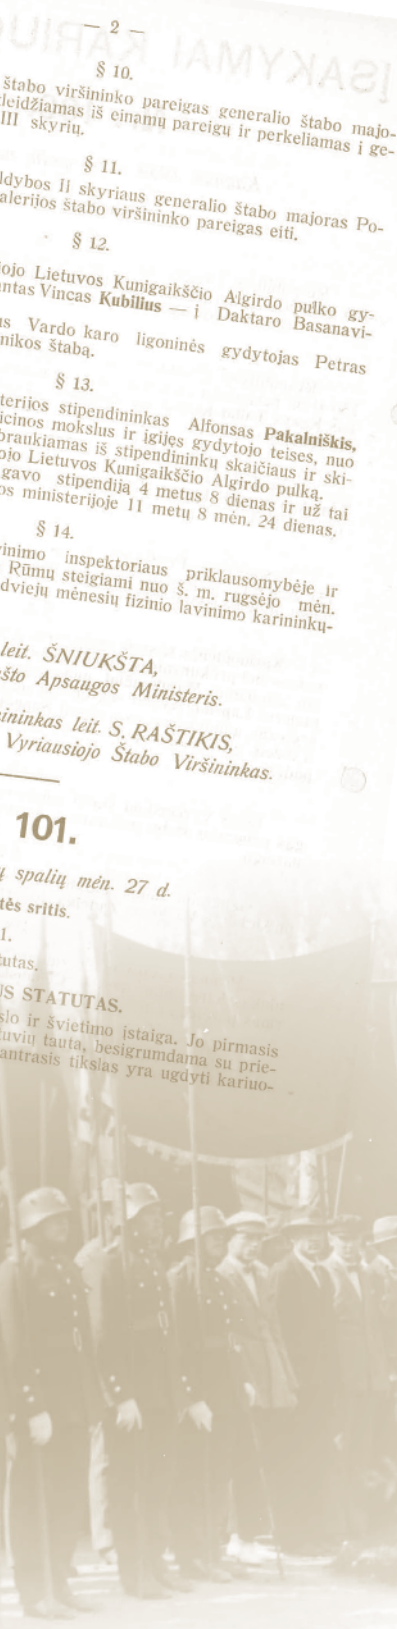 — 2 —
§ 10.
štabo viršininko pareigas generalio štabo majo-
leidžiamas iš einamų pareigų ir perkeliamas į ge-
III skyrių.
§ 11.
ldybos II skyriaus generalio štabo majoras Po-
alerijos štabo viršininko pareigas eiti.
§ 12.
iojo Lietuvos Kunigaikščio Algirdo pulko gy-
antas Vincas Kubilius — į Daktaro Basanavi-
us Vardo karo ligoninės gydytojas Petras
nikos štabą.
§ 13.
terijos stipendininkas Alfonsas Pakalniškis,
icinos mokslus ir įgijęs gydytojo teises, nuo
braukiamas iš stipendininkų skaičiaus ir ski-
ojo Lietuvos Kunigaikščio Algirdo pulką.
gavo stipendiją 4 metus 8 dienas ir už tai
os ministerijoje 11 metų 8 mėn. 24 dienas.
§ 14.
vinimo inspektoriaus priklausomybėje ir
Rūmų steigiami nuo š. m. rugsėjo mėn.
dviejų mėnesių fizinio lavinimo karininkų-
leit. ŠNIUKŠTA,
što Apsaugos Ministeris.
ininkas leit. S. RAŠTIKIS,
Vyriausiojo Štabo Viršininkas.
101.
ų spalių mėn. 27 d.
tės sritis.
1.
tutas.
US STATUTAS.
slo ir švietimo įstaiga. Jo pirmasis
tuvių tauta, besigrumdama su prie-
antrasis tikslas yra ugdyti kariuo-